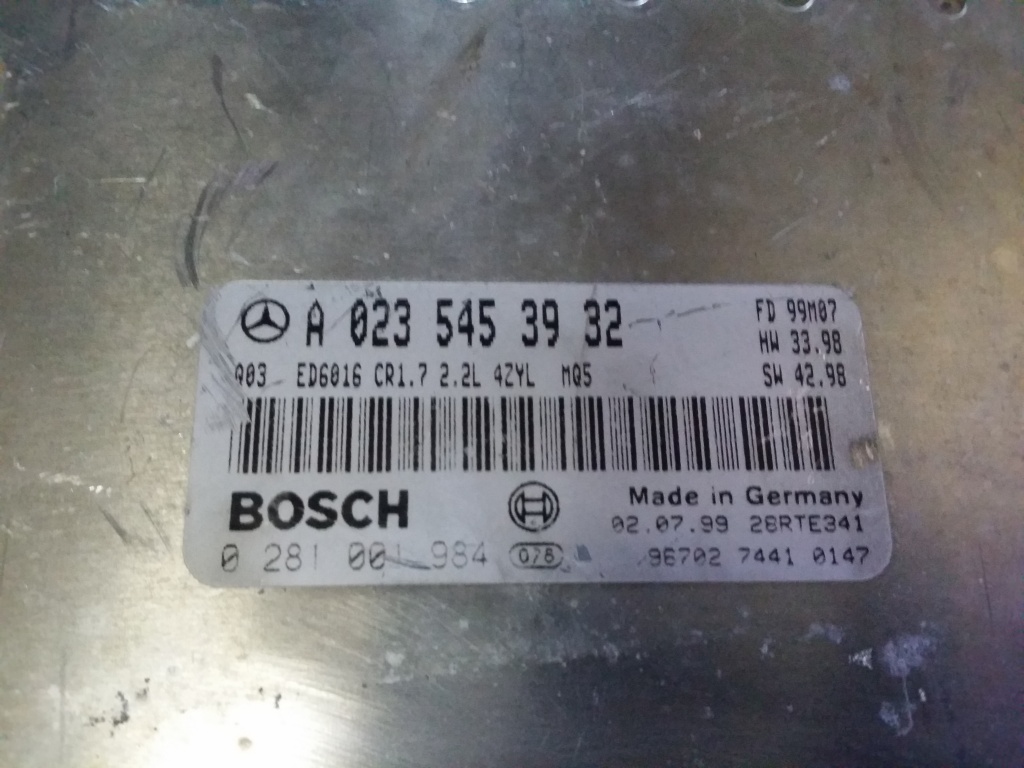 A 023 545 39 32
FD 99M07
HW 33.98
Q03 ED6016 CR1.7 2.2L 4ZYL MQ5
SW 42.98
BOSCH
Made in Germany
02.07.99 28RTE341
0 281 001 984
96702 7441 0147